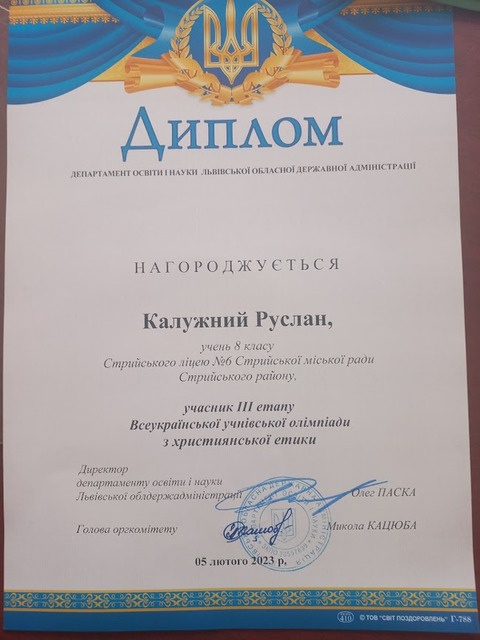 Диплом
ДЕПАРТАМЕНТ ОСВІТИ І НАУКИ ЛЬВІВСЬКОЇ ОБЛАСНОЇ ДЕРЖАВНОЇ АДМІНІСТРАЦІЇ
НАГОРОДЖУЄТЬСЯ
Калужний Руслан,
учень 8 класу
Стрийського ліцею №6 Стрийської міської ради
Стрийського району,
учасник ІІІ етапу
Всеукраїнської учнівської олімпіади
з християнської етики
Директор
департаменту освіти і науки
Львівської облдержадміністрації
Олег ПАСКА
Голова оргкомітету
Микола КАЦЮБА
05 лютого 2023 р.
410 © ТОВ "СВІТ ПОЗДОРОВЛЕНЬ" Г-788